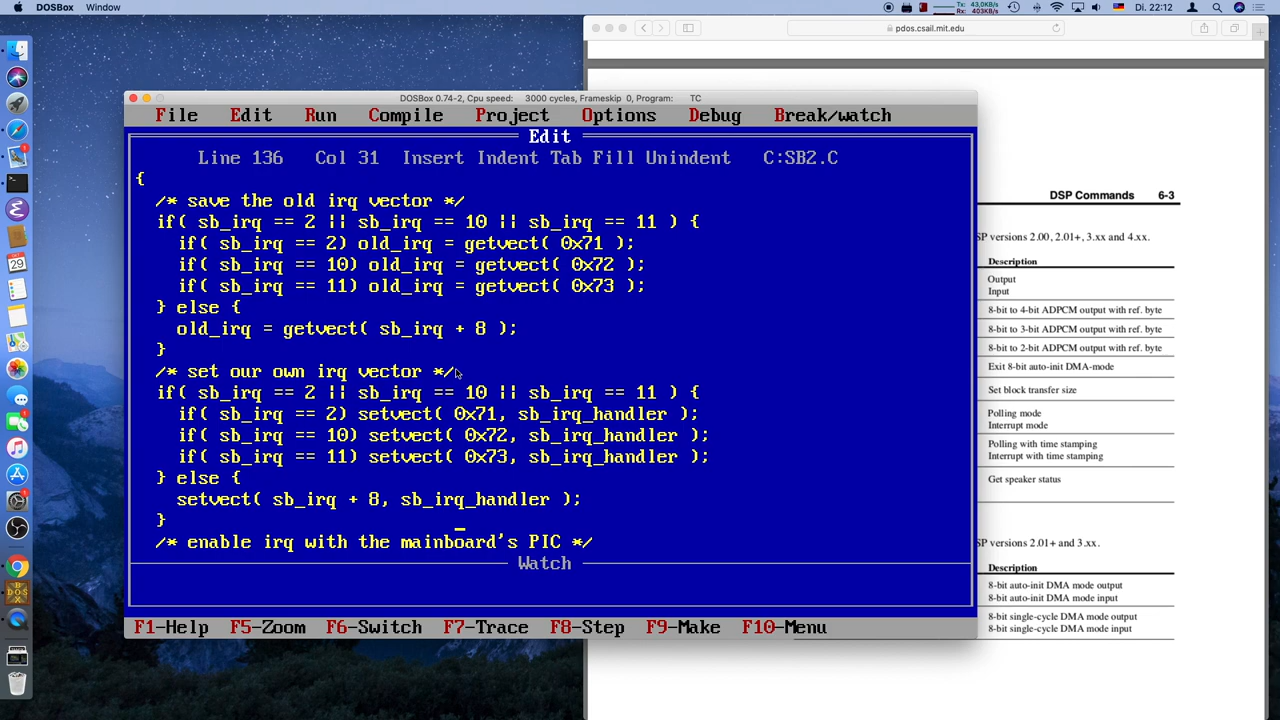 DOSBox Window
Tx: 43,0KB/s
Rx: 403KB/s
Di. 22:12
pdos.csail.mit.edu
DOSBox 0.74-2, Cpu speed: 3000 cycles, Frameskip 0, Program: TC
File Edit Run Compile Project Options Debug Break/watch
Edit
Line 136 Col 31 Insert Indent Tab Fill Unindent C:SB2.C
{
/* save the old irq vector */
if( sb_irq == 2 || sb_irq == 10 || sb_irq == 11 ) {
if( sb_irq == 2) old_irq = getvect( 0x71 );
if( sb_irq == 10) old_irq = getvect( 0x72 );
if( sb_irq == 11) old_irq = getvect( 0x73 );
} else {
old_irq = getvect( sb_irq + 8 );
}
/* set our own irq vector */
if( sb_irq == 2 || sb_irq == 10 || sb_irq == 11 ) {
if( sb_irq == 2) setvect( 0x71, sb_irq_handler );
if( sb_irq == 10) setvect( 0x72, sb_irq_handler );
if( sb_irq == 11) setvect( 0x73, sb_irq_handler );
} else {
setvect( sb_irq + 8, sb_irq_handler );
}
/* enable irq with the mainboard's PIC */
Watch
F1-Help F5-Zoom F6-Switch F7-Trace F8-Step F9-Make F10-Menu
DSP Commands 6-3
SP versions 2.00, 2.01+, 3.xx and 4.xx.
Description
Output
Input
8-bit to 4-bit ADPCM output with ref. byte
8-bit to 3-bit ADPCM output with ref. byte
8-bit to 2-bit ADPCM output with ref. byte
Exit 8-bit auto-init DMA-mode
Set block transfer size
Polling mode
Interrupt mode
Polling with time stamping
Interrupt with time stamping
Get speaker status
SP versions 2.01+ and 3.xx.
Description
8-bit auto-init DMA mode output
8-bit auto-init DMA mode input
8-bit single-cycle DMA mode output
8-bit single-cycle DMA mode input
29